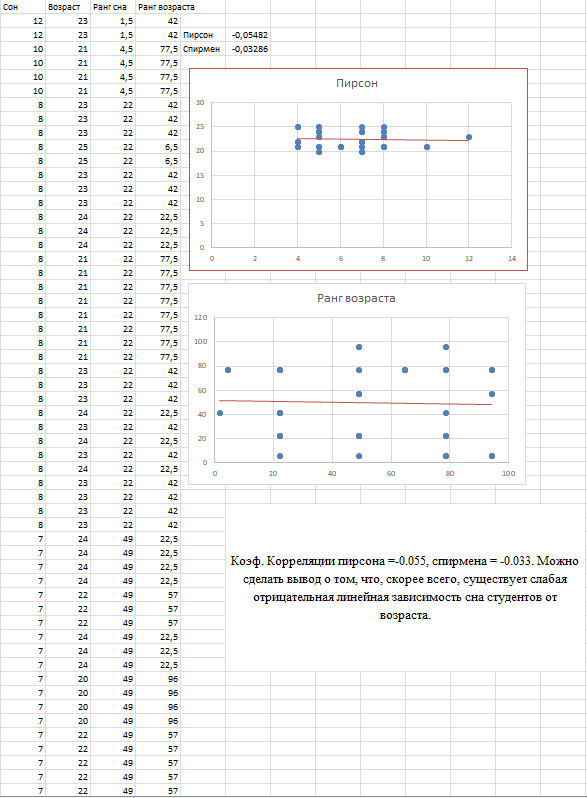 Сон Возраст Ранг сна Ранг возраста
12 23 1,5 42
12 23 1,5 42 Пирсон -0,05482
10 21 4,5 77,5 Спирмен -0,03286
10 21 4,5 77,5
10 21 4,5 77,5
10 21 4,5 77,5
8 23 22 42
8 23 22 42
8 23 22 42
8 25 22 6,5
8 25 22 6,5
8 23 22 42
8 23 22 42
8 23 22 42
8 24 22 22,5
8 24 22 22,5
8 24 22 22,5
8 21 22 77,5
8 21 22 77,5
8 21 22 77,5
8 21 22 77,5
8 21 22 77,5
8 21 22 77,5
8 21 22 77,5
8 21 22 77,5
8 23 22 42
8 23 22 42
8 23 22 42
8 24 22 22,5
8 23 22 42
8 24 22 22,5
8 23 22 42
8 24 22 22,5
8 23 22 42
8 23 22 42
8 23 22 42
8 23 22 42
7 24 49 22,5
7 24 49 22,5
7 24 49 22,5
7 24 49 22,5
7 22 49 57
7 22 49 57
7 22 49 57
7 24 49 22,5
7 24 49 22,5
7 24 49 22,5
7 20 49 96
7 20 49 96
7 20 49 96
7 20 49 96
7 22 49 57
7 22 49 57
7 22 49 57
7 22 49 57
7 22 49 57
Пирсон
30
25
20
15
10
5
0
0 2 4 6 8 10 12 14
Ранг возраста
120
100
80
60
40
20
0
0 20 40 60 80 100
Коэф. Корреляции пирсона =-0.055, спирмена = -0.033. Можно
сделать вывод о том, что, скорее всего, существует слабая
отрицательная линейная зависимость сна студентов от
возраста.